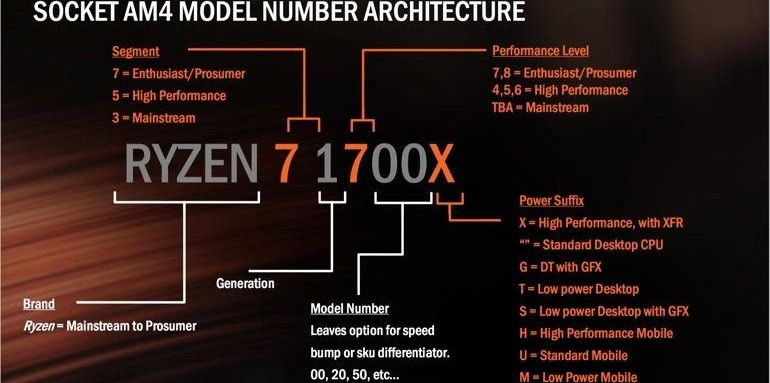 SOCKET AM4 MODEL NUMBER ARCHITECTURE
Segment
7 = Enthusiast/Prosumer
5 = High Performance
3 = Mainstream
Performance Level
7,8 = Enthusiast/Prosumer
4,5,6 = High Performance
TBA = Mainstream
RYZEN 7 1700X
Brand
Ryzen = Mainstream to Prosumer
Generation
Model Number
Leaves option for speed
bump or sku differentiator.
00, 20, 50, etc...
Power Suffix
X = High Performance, with XFR
“” = Standard Desktop CPU
G = DT with GFX
T = Low power Desktop
S = Low power Desktop with GFX
H = High Performance Mobile
U = Standard Mobile
M = Low Power Mobile